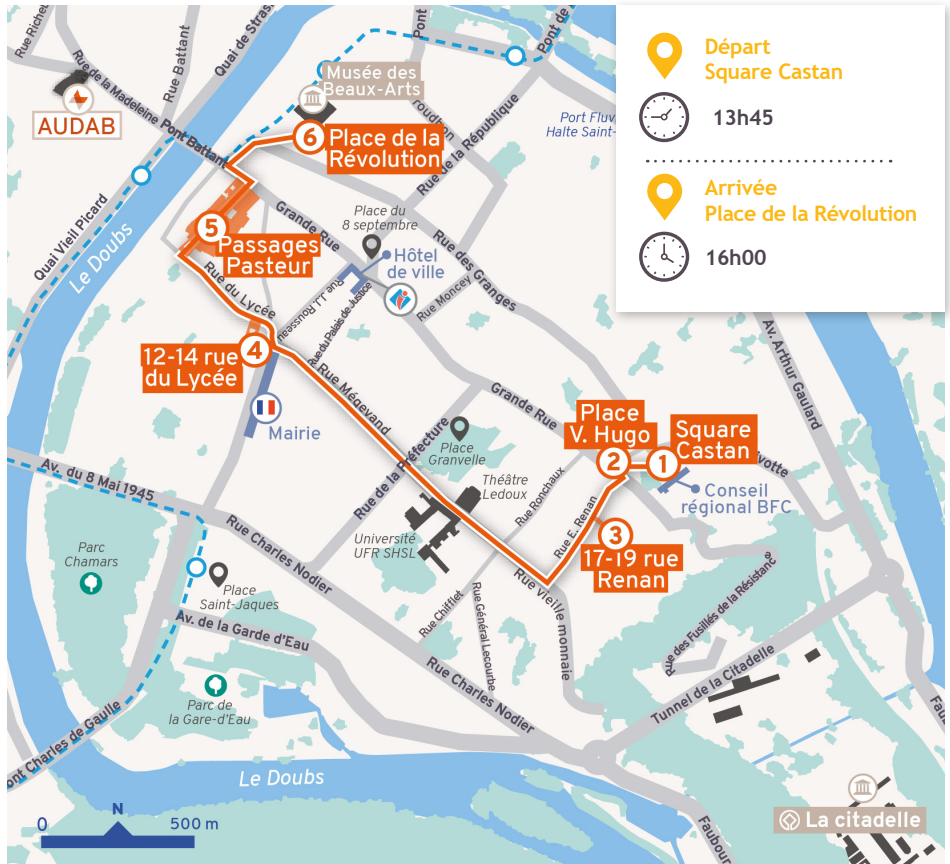 Départ
Square Castan
13h45
Arrivée
Place de la Révolution
16h00
Rue Battant
Quai de Stras
Pont
Pont de
Rue de la Madeleine
AUDAB
Pont Battant
Musée des
Beaux-Arts
6
Place de la
Révolution
Rue de la République
Port Fluv
Halte Saint-
Quai Vieil Picard
Le Doubs
5
Passages
Pasteur
Grande Rue
Place du
8 septembre
Hôtel
de ville
Rue des Granges
Rue Moncey
Rue du Lycée
Rue J.J. Rousseau
Rue du Palais de Justice
4
12-14 rue
du Lycée
Mairie
Rue Mégevand
Av. Arthur Gaulard
Grande Rue
Place
V. Hugo
2
Square
Castan
1
Conseil
régional BFC
Place
Granvelle
Rue de la Préfecture
Théâtre
Ledoux
Rue Ronchaux
Rue E. Renan
3
17-19 rue
Renan
Av. du 8 Mai 1945
Université
UFR SHSL
Rue Charles Nodier
Parc
Chamars
Place
Saint-Jaques
Rue vieille monnaie
Rue Chifflet
Rue Général Lecourbe
Rue des Fusillés de la Résistanc
Av. de la Garde d'Eau
Parc de
la Gare-d'Eau
Rue Charles Nodier
Tunnel de la Citadelle
ont Charles de Gaulle
Le Doubs
N
0
500 m
La citadelle
Faubou